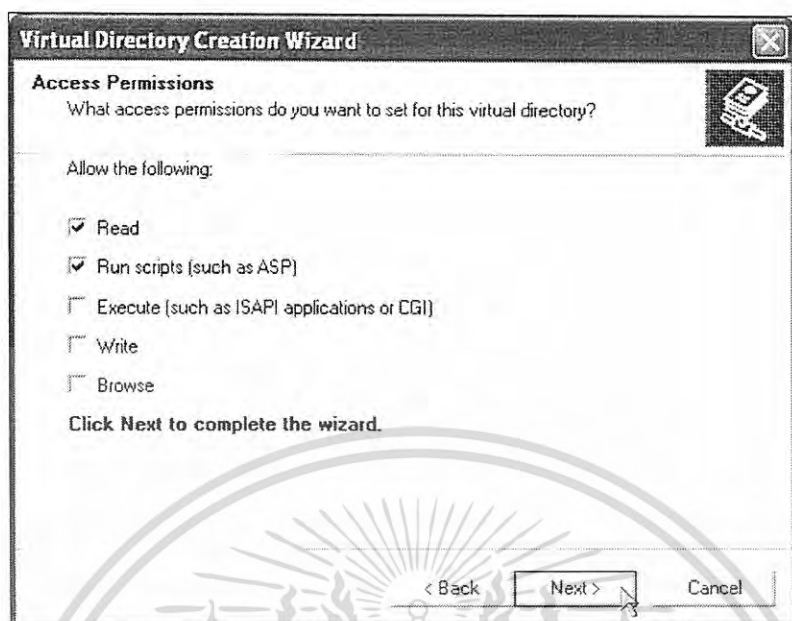 Virtual Directory Creation Wizard
Access Permissions
What access permissions do you want to set for this virtual directory?
Allow the following:
Read
Run scripts (such as ASP)
Execute (such as ISAPI applications or CGI)
Write
Browse
Click Next to complete the wizard.
< Back Next > Cancel